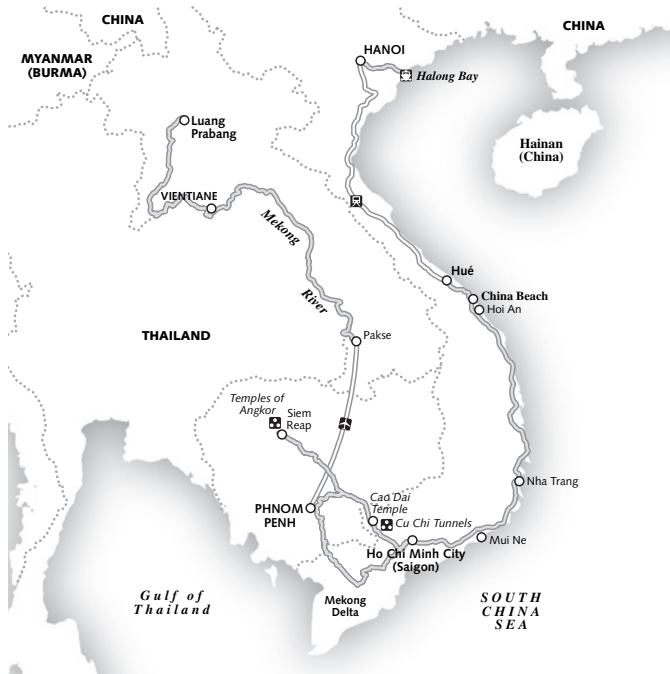 CHINA
CHINA
MYANMAR
(BURMA)
HANOI
Halong Bay
Luang
Prabang
Hainan
(China)
VIENTIANE
Mekong
River
Hué
China Beach
Hoi An
THAILAND
Pakse
Temples of
Angkor
Siem
Reap
Nha Trang
Cao Dai
Temple
PHNOM
PENH
Cu Chi Tunnels
Mui Ne
Ho Chi Minh City
(Saigon)
Gulf of
Thailand
Mekong
Delta
SOUTH
CHINA
SEA